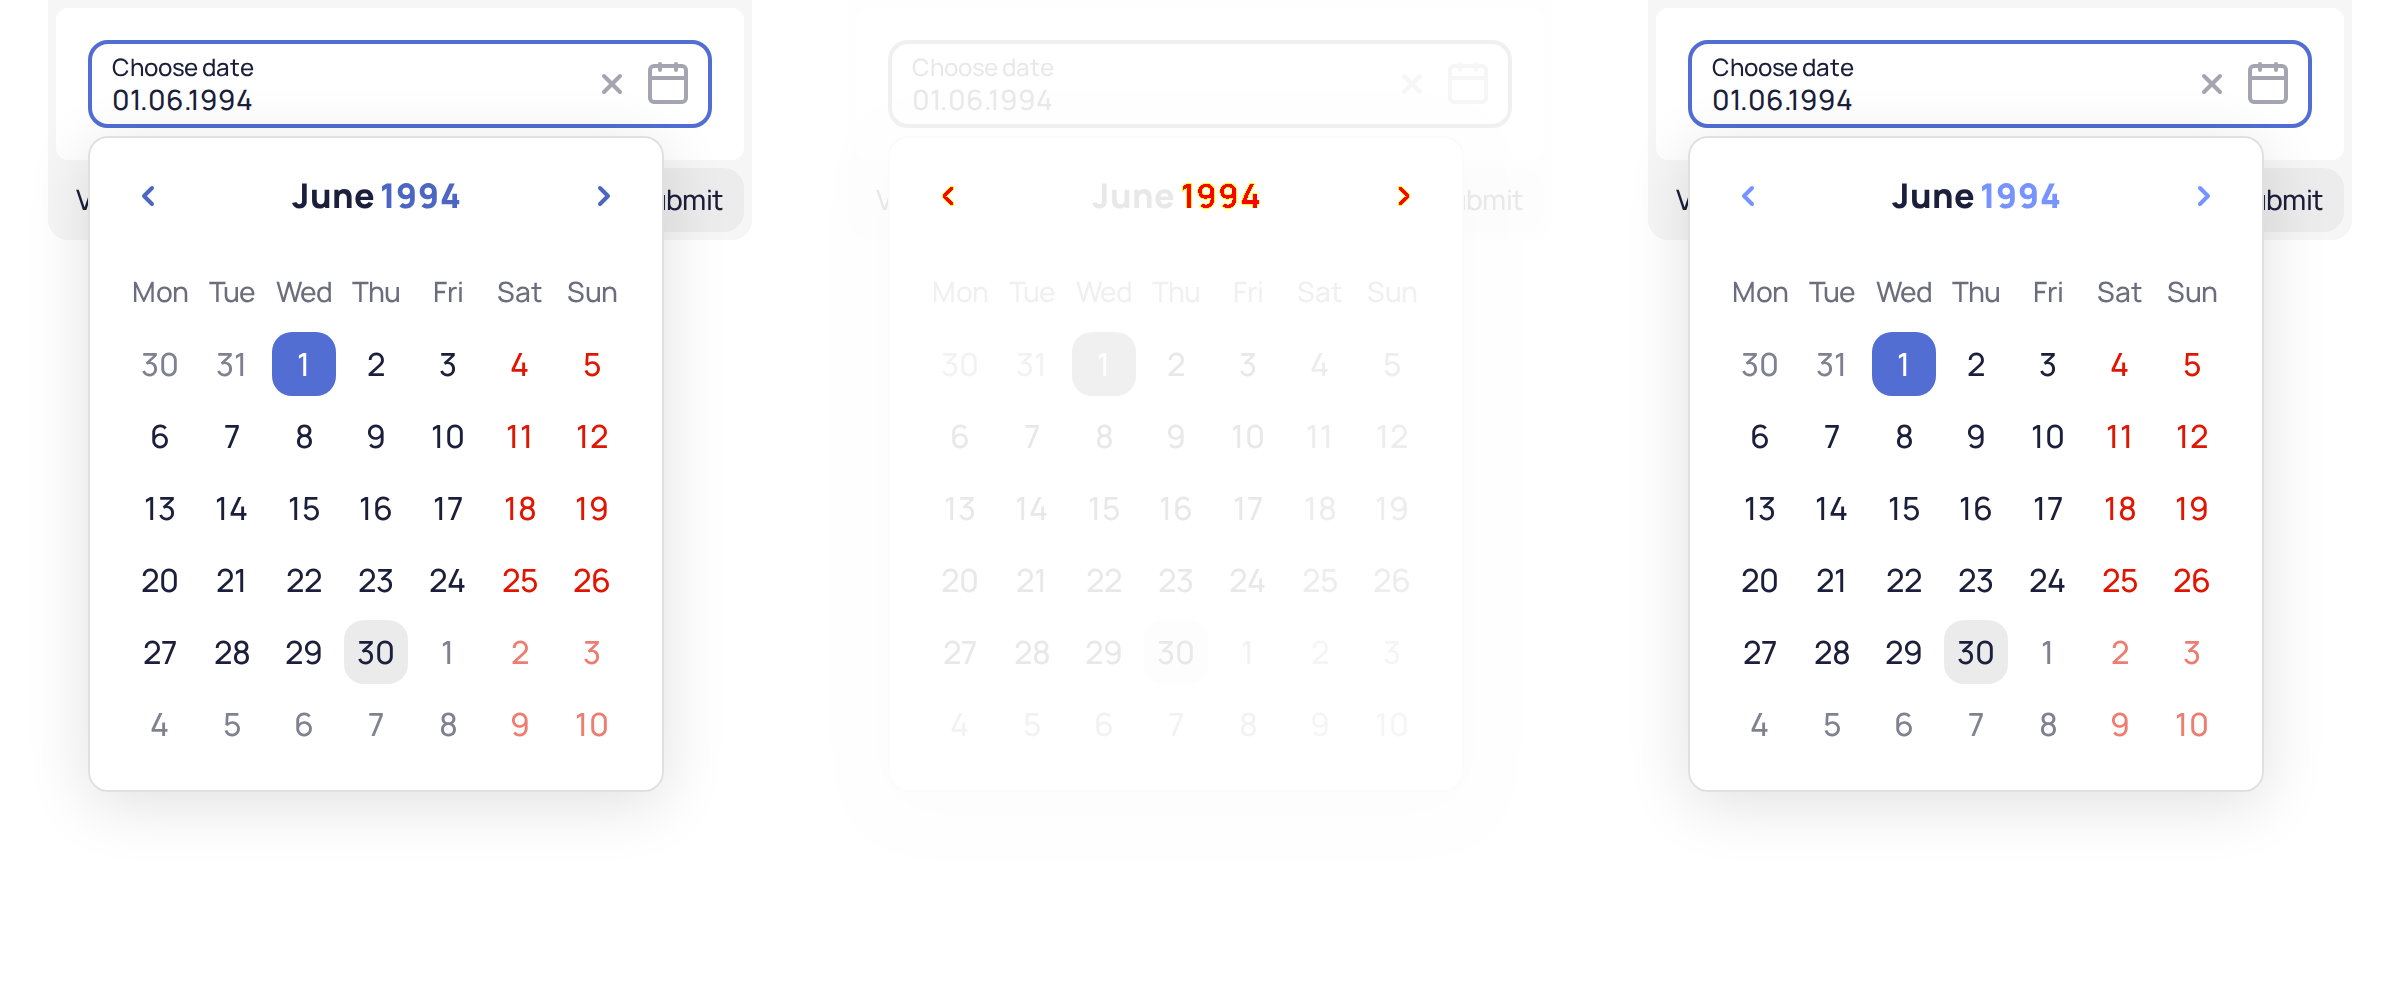 Choose date
01.06.1994
V
bmit
June 1994
Mon Tue Wed Thu Fri Sat Sun
30 31 1 2 3 4 5
6 7 8 9 10 11 12
13 14 15 16 17 18 19
20 21 22 23 24 25 26
27 28 29 30 1 2 3
4 5 6 7 8 9 10
Choose date
01.06.1994
V
bmit
June 1994
Mon Tue Wed Thu Fri Sat Sun
30 31 1 2 3 4 5
6 7 8 9 10 11 12
13 14 15 16 17 18 19
20 21 22 23 24 25 26
27 28 29 30 1 2 3
4 5 6 7 8 9 10
Choose date
01.06.1994
V
bmit
June 1994
Mon Tue Wed Thu Fri Sat Sun
30 31 1 2 3 4 5
6 7 8 9 10 11 12
13 14 15 16 17 18 19
20 21 22 23 24 25 26
27 28 29 30 1 2 3
4 5 6 7 8 9 10